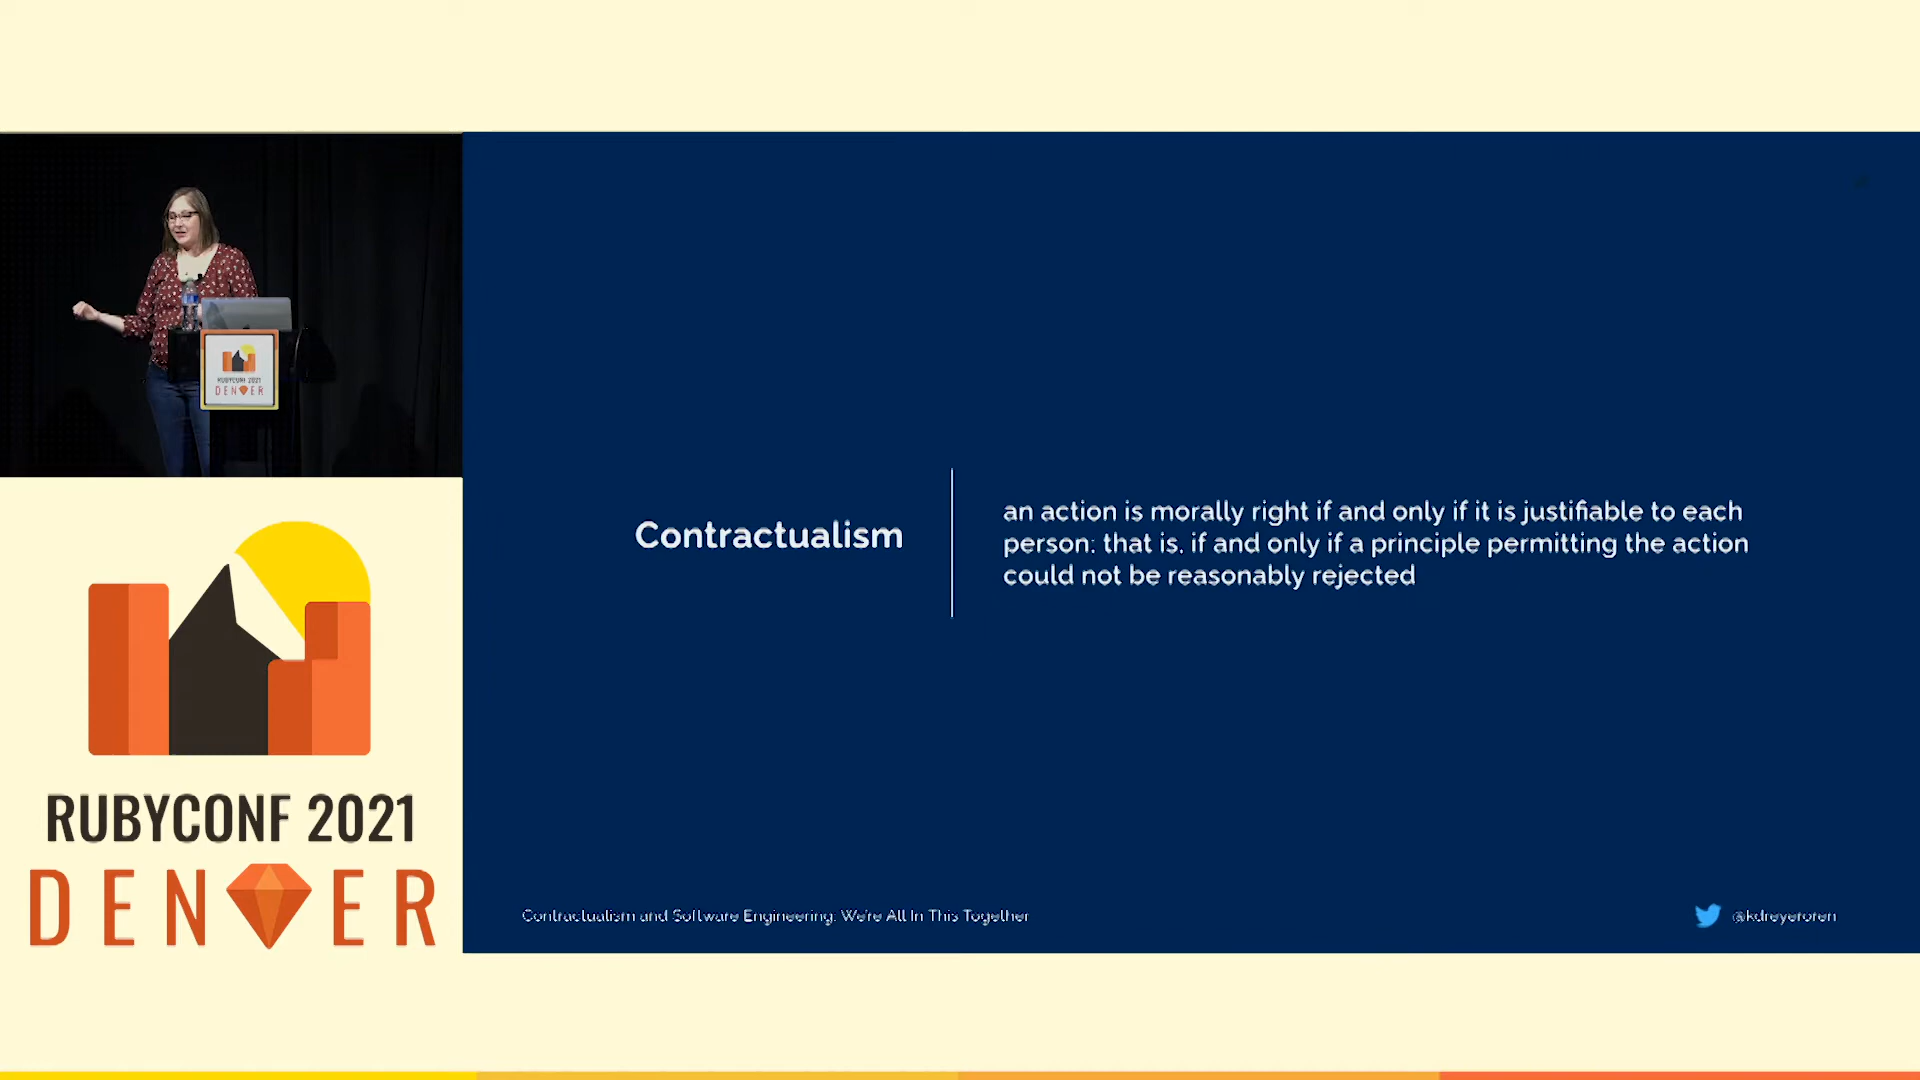 RUBYCONF 2021
DENVER
Contractualism
an action is morally right if and only if it is justifiable to each
person: that is, if and only if a principle permitting the action
could not be reasonably rejected
RUBYCONF 2021
DENVER
Contractualism and Software Engineering: We're All In This Together
@kdreyeroren